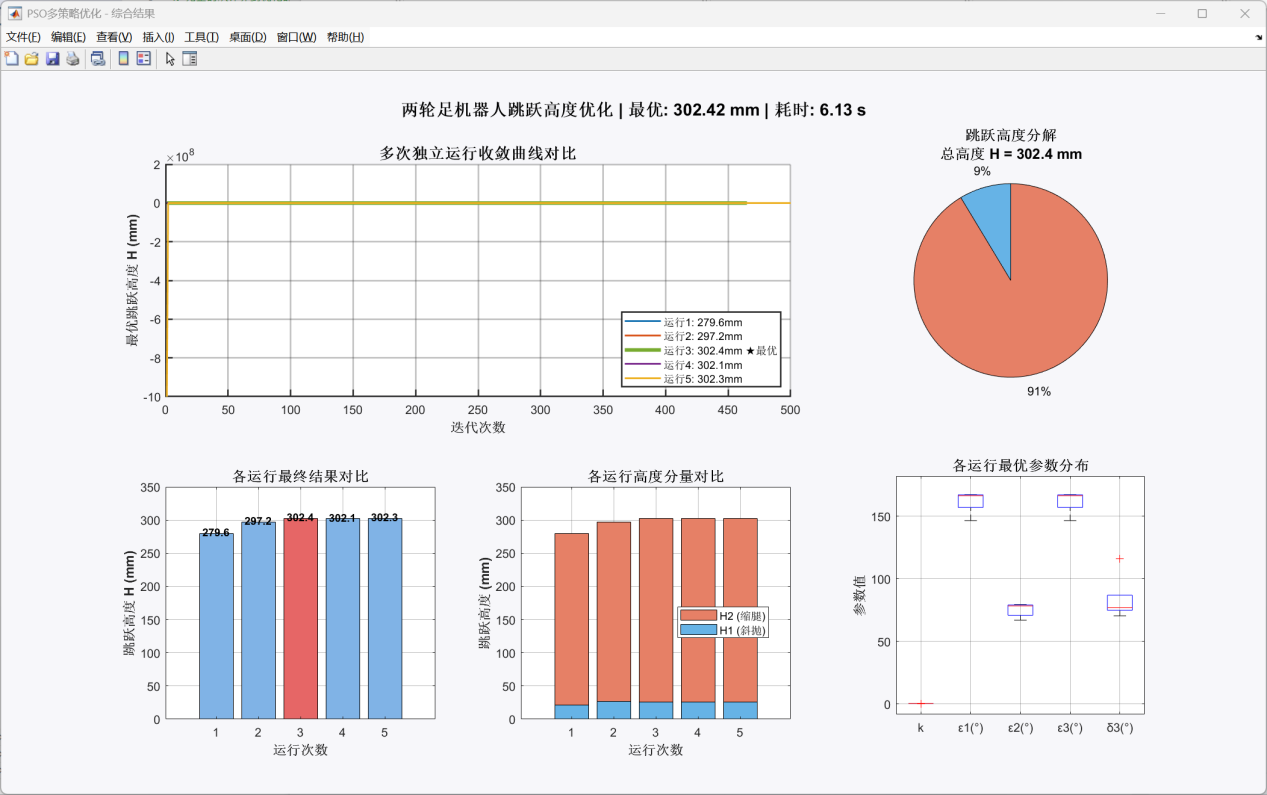 PSO多策略优化 - 综合结果
文件(F) 编辑(E) 查看(V) 插入(I) 工具(T) 桌面(D) 窗口(W) 帮助(H)
两轮足机器人跳跃高度优化 | 最优: 302.42 mm | 耗时: 6.13 s
多次独立运行收敛曲线对比
×10⁸
2
0
-2
-4
-6
-8
-10
最优跳跃高度 H (mm)
0 50 100 150 200 250 300 350 400 450 500
迭代次数
运行1: 279.6mm
运行2: 297.2mm
运行3: 302.4mm ★最优
运行4: 302.1mm
运行5: 302.3mm
跳跃高度分解
总高度 H = 302.4 mm
9%
91%
各运行最终结果对比
350
300
250
200
150
100
50
0
跳跃高度 H (mm)
279.6 297.2 302.4 302.1 302.3
1 2 3 4 5
运行次数
各运行高度分量对比
350
300
250
200
150
100
50
0
跳跃高度 (mm)
H2 (缩腿)
H1 (斜抛)
1 2 3 4 5
运行次数
各运行最优参数分布
150
100
50
0
参数值
k ε1(°) ε2(°) ε3(°) δ3(°)